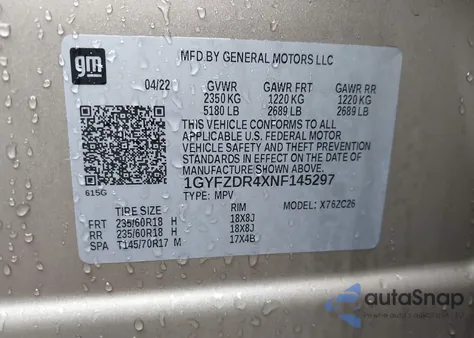 gm
MFD BY GENERAL MOTORS LLC
04/22 GVWR GAWR FRT GAWR RR
2350 KG 1220 KG 1220 KG
5180 LB 2689 LB 2689 LB
THIS VEHICLE CONFORMS TO ALL
APPLICABLE U.S. FEDERAL MOTOR
VEHICLE SAFETY AND THEFT PREVENTION
STANDARDS IN EFFECT ON THE DATE OF
MANUFACTURE SHOWN ABOVE.
1GYFZDR4XNF145297
615G TYPE: MPV MODEL: X76ZC26
TIRE SIZE RIM
FRT 235/60R18 H 18X8J
RR 235/60R18 H 18X8J
SPA T145/70R17 M 17X4B
autoSnap